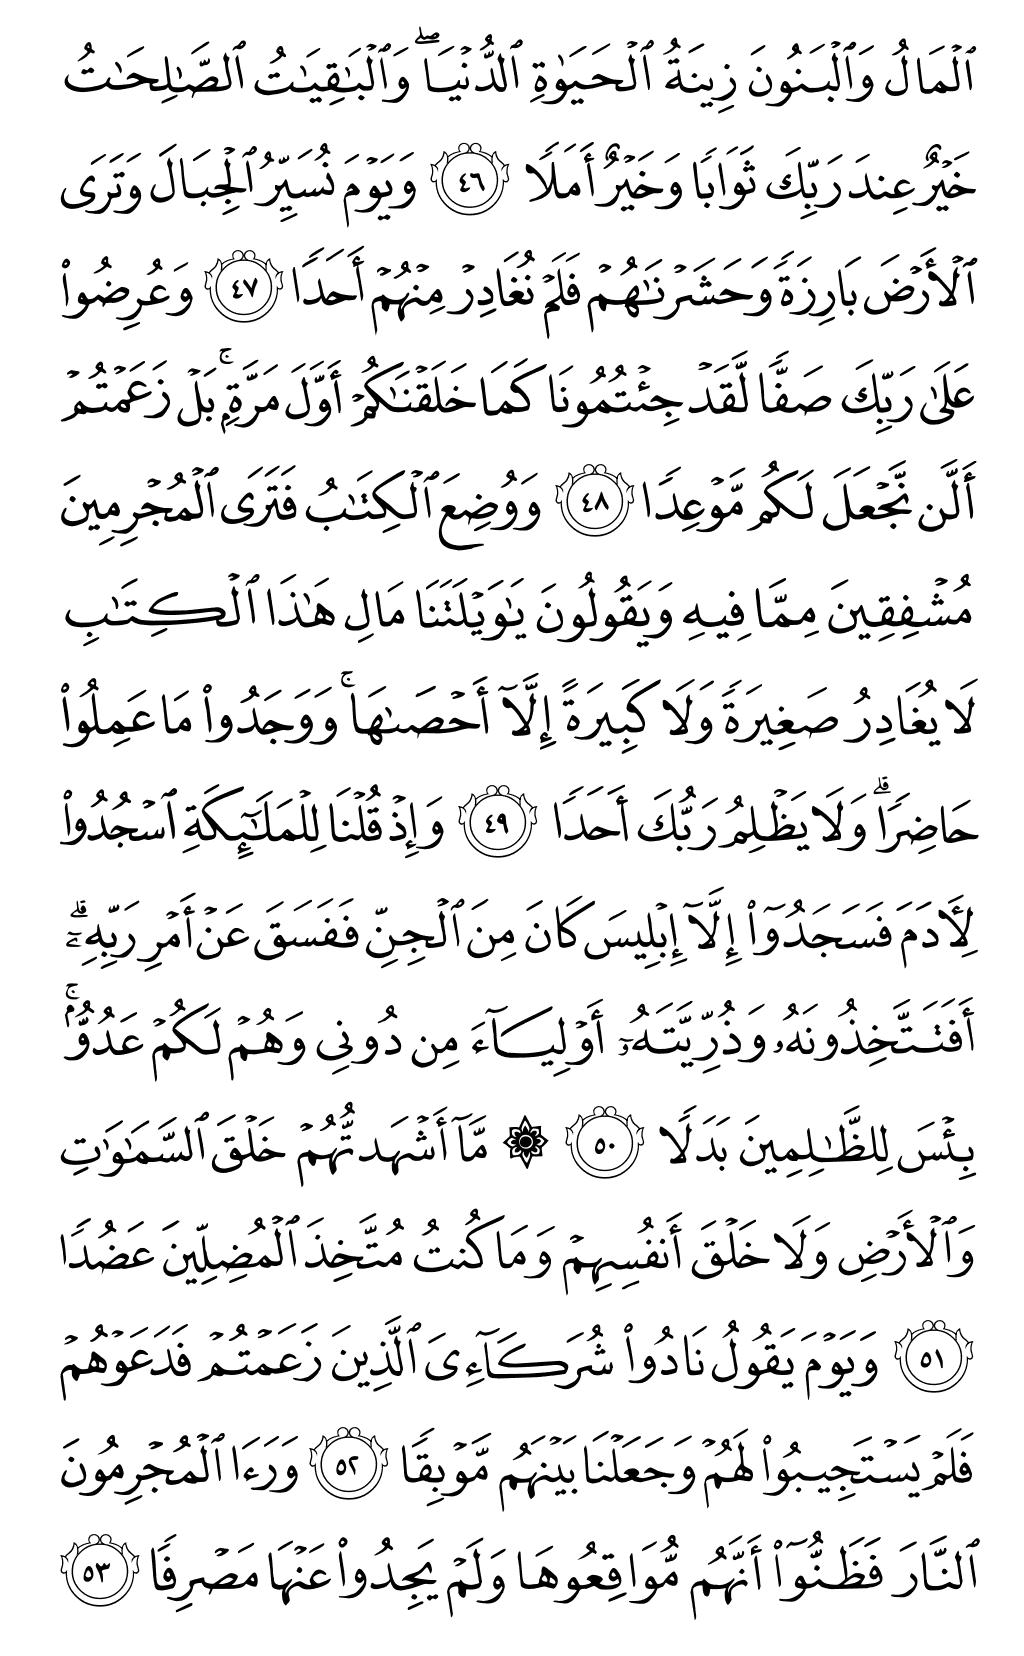 ٱلۡمَالُ وَٱلۡبَنُونَ زِينَةُ ٱلۡحَيَوٰةِ ٱلدُّنۡيَاۖ وَٱلۡبَٰقِيَٰتُ ٱلصَّٰلِحَٰتُ
خَيۡرٌ عِندَ رَبِّكَ ثَوَابٗا وَخَيۡرٌ أَمَلٗا ٤٦ وَيَوۡمَ نُسَيِّرُ ٱلۡجِبَالَ وَتَرَى
ٱلۡأَرۡضَ بَارِزَةٗ وَحَشَرۡنَٰهُمۡ فَلَمۡ نُغَادِرۡ مِنۡهُمۡ أَحَدٗا ٤٧ وَعُرِضُواْ
عَلَىٰ رَبِّكَ صَفّٗا لَّقَدۡ جِئۡتُمُونَا كَمَا خَلَقۡنَٰكُمۡ أَوَّلَ مَرَّةِۭۚ بَلۡ زَعَمۡتُمۡ
أَلَّن نَّجۡعَلَ لَكُم مَّوۡعِدٗا ٤٨ وَوُضِعَ ٱلۡكِتَٰبُ فَتَرَى ٱلۡمُجۡرِمِينَ
مُشۡفِقِينَ مِمَّا فِيهِ وَيَقُولُونَ يَٰوَيۡلَتَنَا مَالِ هَٰذَا ٱلۡكِتَٰبِ
لَا يُغَادِرُ صَغِيرَةٗ وَلَا كَبِيرَةً إِلَّآ أَحۡصَىٰهَاۚ وَوَجَدُواْ مَا عَمِلُواْ
حَاضِرٗاۗ وَلَا يَظۡلِمُ رَبُّكَ أَحَدٗا ٤٩ وَإِذۡ قُلۡنَا لِلۡمَلَٰٓئِكَةِ ٱسۡجُدُواْ
لِأٓدَمَ فَسَجَدُوٓاْ إِلَّآ إِبۡلِيسَ كَانَ مِنَ ٱلۡجِنِّ فَفَسَقَ عَنۡ أَمۡرِ رَبِّهِۦٓۗ
أَفَتَتَّخِذُونَهُۥ وَذُرِّيَّتَهُۥٓ أَوۡلِيَآءَ مِن دُونِي وَهُمۡ لَكُمۡ عَدُوُّۢۚ
بِئۡسَ لِلظَّٰلِمِينَ بَدَلٗا ٥٠ ۞ مَّآ أَشۡهَدتُّهُمۡ خَلۡقَ ٱلسَّمَٰوَٰتِ
وَٱلۡأَرۡضِ وَلَا خَلۡقَ أَنفُسِهِمۡ وَمَا كُنتُ مُتَّخِذَ ٱلۡمُضِلِّينَ عَضُدٗا
٥١ وَيَوۡمَ يَقُولُ نَادُواْ شُرَكَآءِيَ ٱلَّذِينَ زَعَمۡتُمۡ فَدَعَوۡهُمۡ
فَلَمۡ يَسۡتَجِيبُواْ لَهُمۡ وَجَعَلۡنَا بَيۡنَهُم مَّوۡبِقٗا ٥٢ وَرَءَا ٱلۡمُجۡرِمُونَ
ٱلنَّارَ فَظَنُّوٓاْ أَنَّهُم مُّوَاقِعُوهَا وَلَمۡ يَجِدُواْ عَنۡهَا مَصۡرِفٗا ٥٣